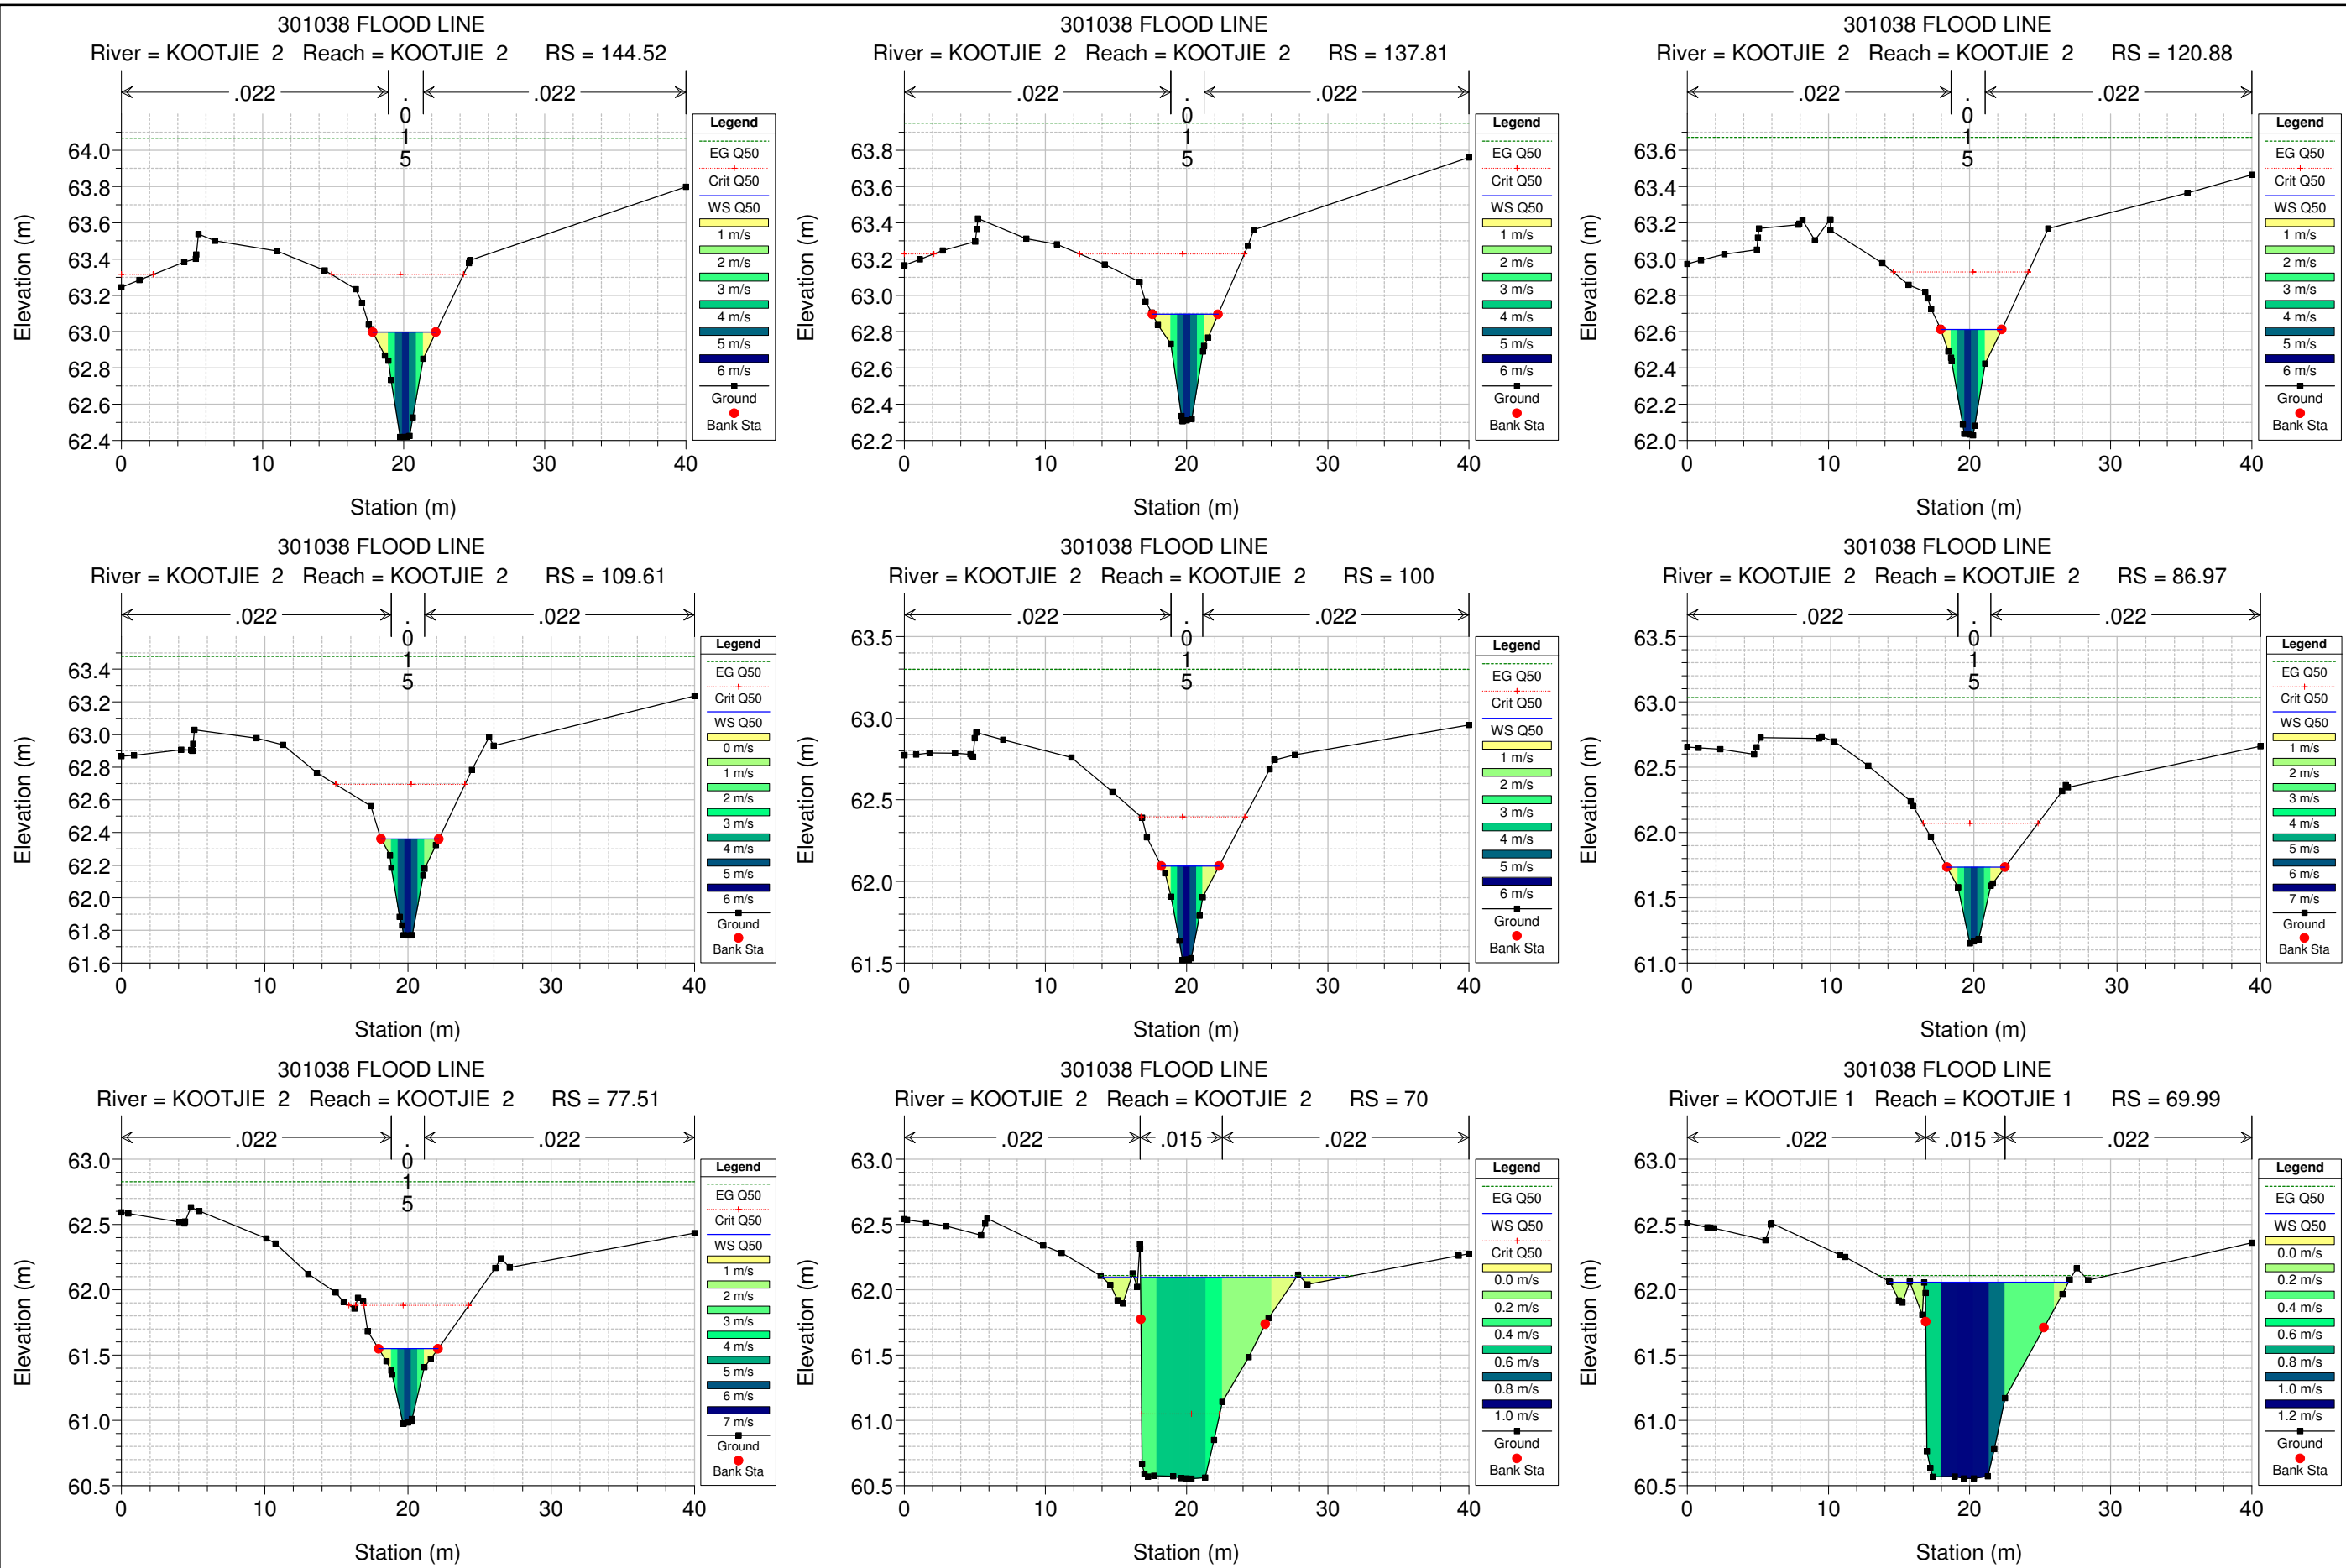 301038 FLOOD LINE
River = KOOTJIE 2 Reach = KOOTJIE 2 RS = 144.52
.022
.015
.022
Elevation (m)
64.0
63.8
63.6
63.4
63.2
63.0
62.8
62.6
62.4
0 10 20 30 40
Station (m)
Legend
EG Q50
Crit Q50
WS Q50
1 m/s
2 m/s
3 m/s
4 m/s
5 m/s
6 m/s
Ground
Bank Sta
301038 FLOOD LINE
River = KOOTJIE 2 Reach = KOOTJIE 2 RS = 137.81
.022
.015
.022
Elevation (m)
63.8
63.6
63.4
63.2
63.0
62.8
62.6
62.4
62.2
0 10 20 30 40
Station (m)
Legend
EG Q50
Crit Q50
WS Q50
1 m/s
2 m/s
3 m/s
4 m/s
5 m/s
6 m/s
Ground
Bank Sta
301038 FLOOD LINE
River = KOOTJIE 2 Reach = KOOTJIE 2 RS = 120.88
.022
.015
.022
Elevation (m)
63.6
63.4
63.2
63.0
62.8
62.6
62.4
62.2
62.0
0 10 20 30 40
Station (m)
Legend
EG Q50
Crit Q50
WS Q50
1 m/s
2 m/s
3 m/s
4 m/s
5 m/s
6 m/s
Ground
Bank Sta
301038 FLOOD LINE
River = KOOTJIE 2 Reach = KOOTJIE 2 RS = 109.61
.022
.015
.022
Elevation (m)
63.4
63.2
63.0
62.8
62.6
62.4
62.2
62.0
61.8
61.6
0 10 20 30 40
Station (m)
Legend
EG Q50
Crit Q50
WS Q50
0 m/s
1 m/s
2 m/s
3 m/s
4 m/s
5 m/s
6 m/s
Ground
Bank Sta
301038 FLOOD LINE
River = KOOTJIE 2 Reach = KOOTJIE 2 RS = 100
.022
.015
.022
Elevation (m)
63.5
63.0
62.5
62.0
61.5
0 10 20 30 40
Station (m)
Legend
EG Q50
Crit Q50
WS Q50
1 m/s
2 m/s
3 m/s
4 m/s
5 m/s
6 m/s
Ground
Bank Sta
301038 FLOOD LINE
River = KOOTJIE 2 Reach = KOOTJIE 2 RS = 86.97
.022
.015
.022
Elevation (m)
63.5
63.0
62.5
62.0
61.5
61.0
0 10 20 30 40
Station (m)
Legend
EG Q50
Crit Q50
WS Q50
1 m/s
2 m/s
3 m/s
4 m/s
5 m/s
6 m/s
7 m/s
Ground
Bank Sta
301038 FLOOD LINE
River = KOOTJIE 2 Reach = KOOTJIE 2 RS = 77.51
.022
.015
.022
Elevation (m)
63.0
62.5
62.0
61.5
61.0
60.5
0 10 20 30 40
Station (m)
Legend
EG Q50
Crit Q50
WS Q50
1 m/s
2 m/s
3 m/s
4 m/s
5 m/s
6 m/s
7 m/s
Ground
Bank Sta
301038 FLOOD LINE
River = KOOTJIE 2 Reach = KOOTJIE 2 RS = 70
.022 .015 .022
Elevation (m)
63.0
62.5
62.0
61.5
61.0
60.5
0 10 20 30 40
Station (m)
Legend
EG Q50
WS Q50
Crit Q50
0.0 m/s
0.2 m/s
0.4 m/s
0.6 m/s
0.8 m/s
1.0 m/s
Ground
Bank Sta
301038 FLOOD LINE
River = KOOTJIE 1 Reach = KOOTJIE 1 RS = 69.99
.022 .015 .022
Elevation (m)
63.0
62.5
62.0
61.5
61.0
60.5
0 10 20 30 40
Station (m)
Legend
EG Q50
WS Q50
0.0 m/s
0.2 m/s
0.4 m/s
0.6 m/s
0.8 m/s
1.0 m/s
1.2 m/s
Ground
Bank Sta